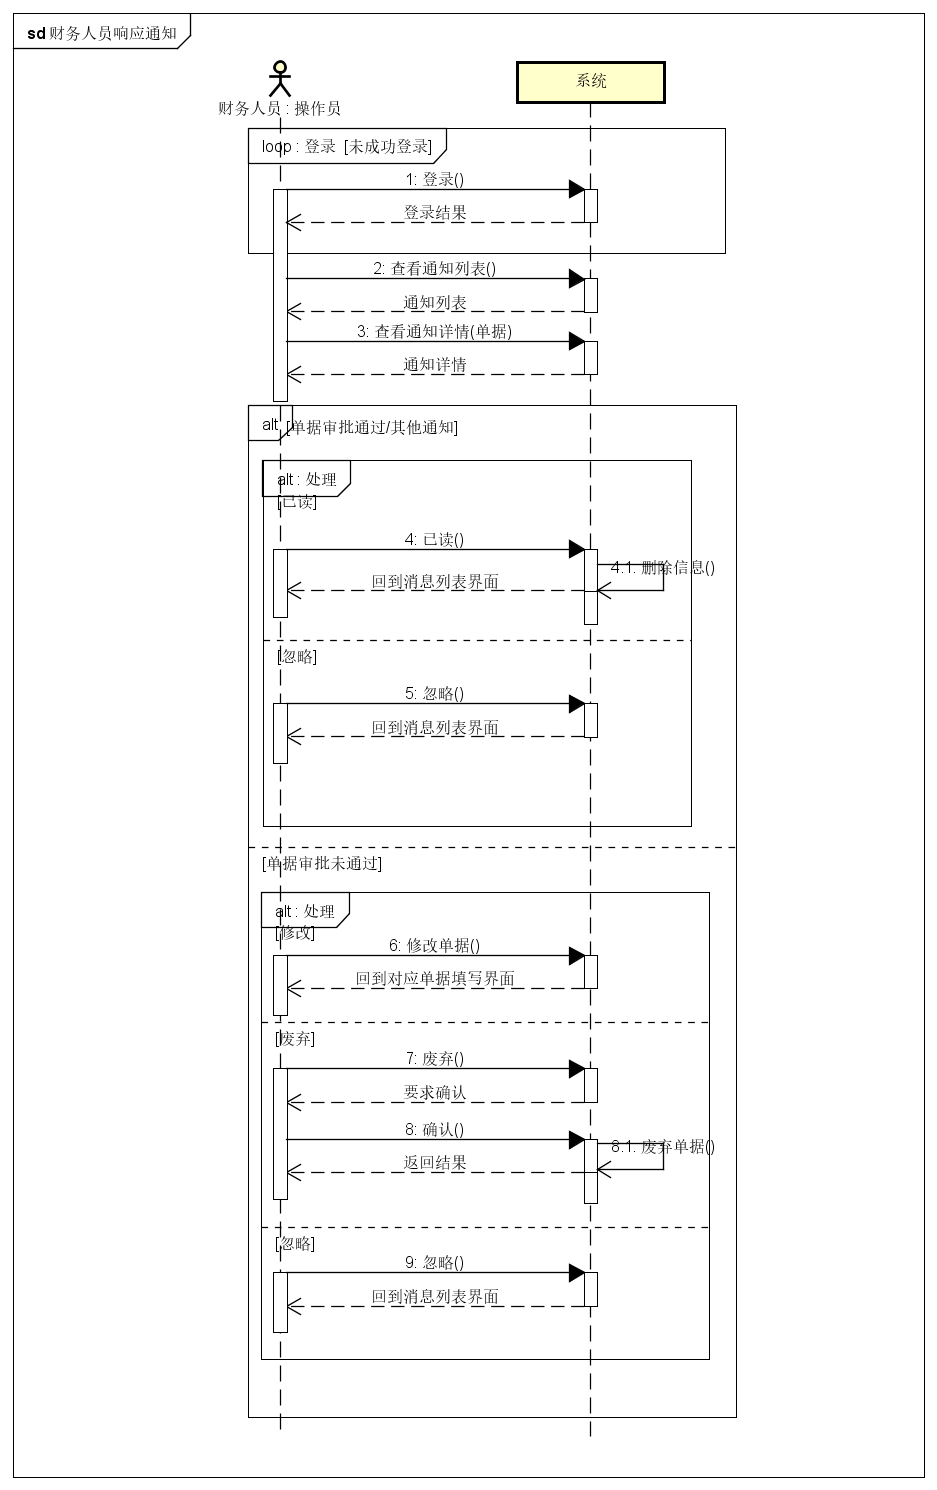 sd 财务人员响应通知
系统
财务人员 : 操作员
loop : 登录 [未成功登录]
1: 登录()
登录结果
2: 查看通知列表()
通知列表
3: 查看通知详情(单据)
通知详情
alt [单据审批通过/其他通知]
alt : 处理
[已读]
4: 已读()
4.1: 删除信息()
回到消息列表界面
[忽略]
5: 忽略()
回到消息列表界面
[单据审批未通过]
alt : 处理
[修改]
6: 修改单据()
回到对应单据填写界面
[废弃]
7: 废弃()
要求确认
8: 确认()
8.1: 废弃单据()
返回结果
[忽略]
9: 忽略()
回到消息列表界面